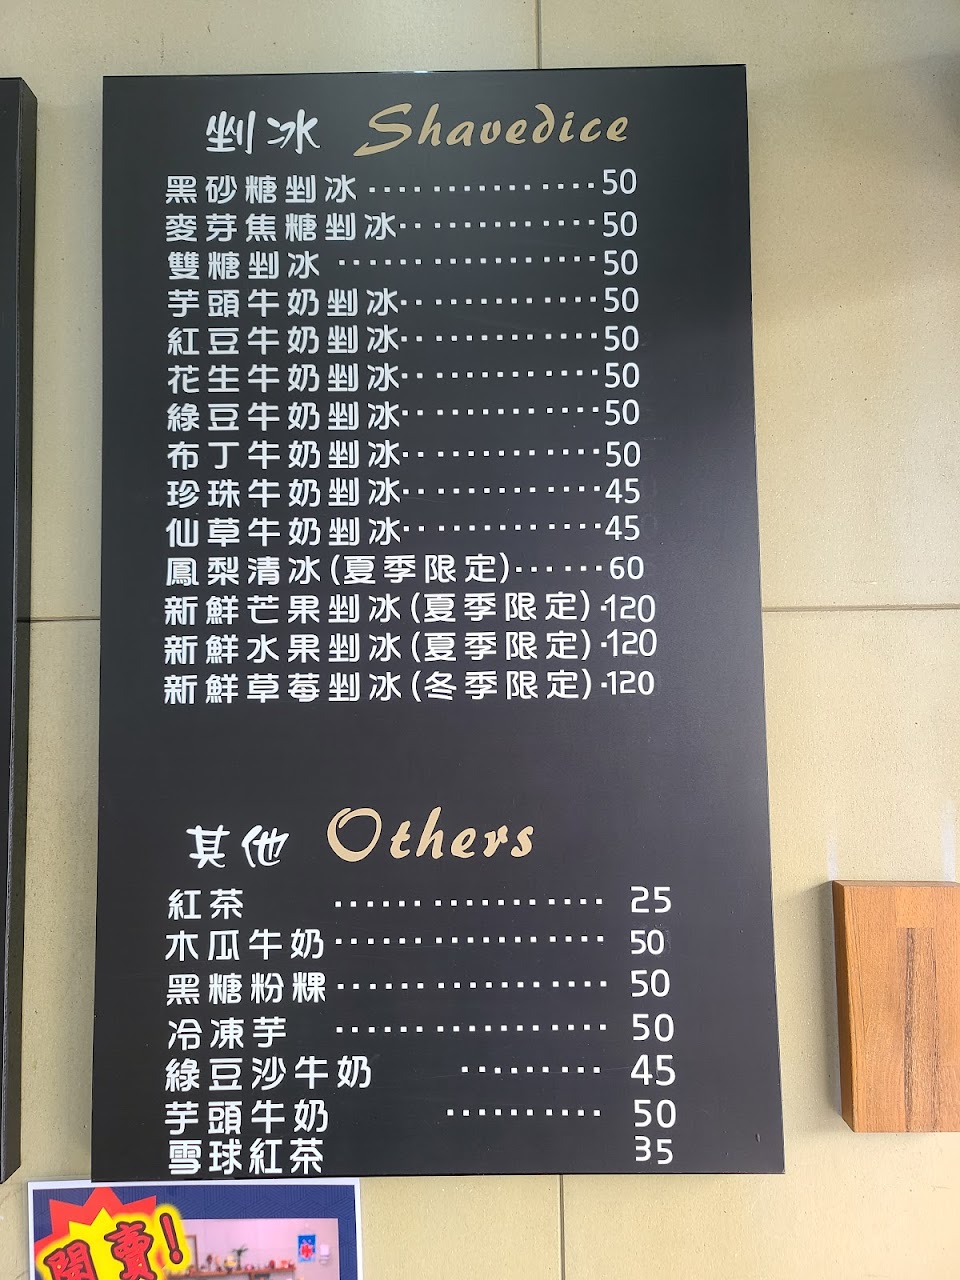 剉冰 Shavedice
黑砂糖剉冰 ················50
麥芽焦糖剉冰··············50
雙糖剉冰 ··················50
芋頭牛奶剉冰··············50
紅豆牛奶剉冰··············50
花生牛奶剉冰··············50
綠豆牛奶剉冰··············50
布丁牛奶剉冰··············50
珍珠牛奶剉冰··············45
仙草牛奶剉冰··············45
鳳梨清冰(夏季限定)······60
新鮮芒果剉冰(夏季限定)·120
新鮮水果剉冰(夏季限定)·120
新鮮草莓剉冰(冬季限定)·120
其他 Others
紅茶 ·················· 25
木瓜牛奶·················· 50
黑糖粉粿·················· 50
冷凍芋 ·················· 50
綠豆沙牛奶 ·········· 45
芋頭牛奶 ··········· 50
雪球紅茶 35
開賣!